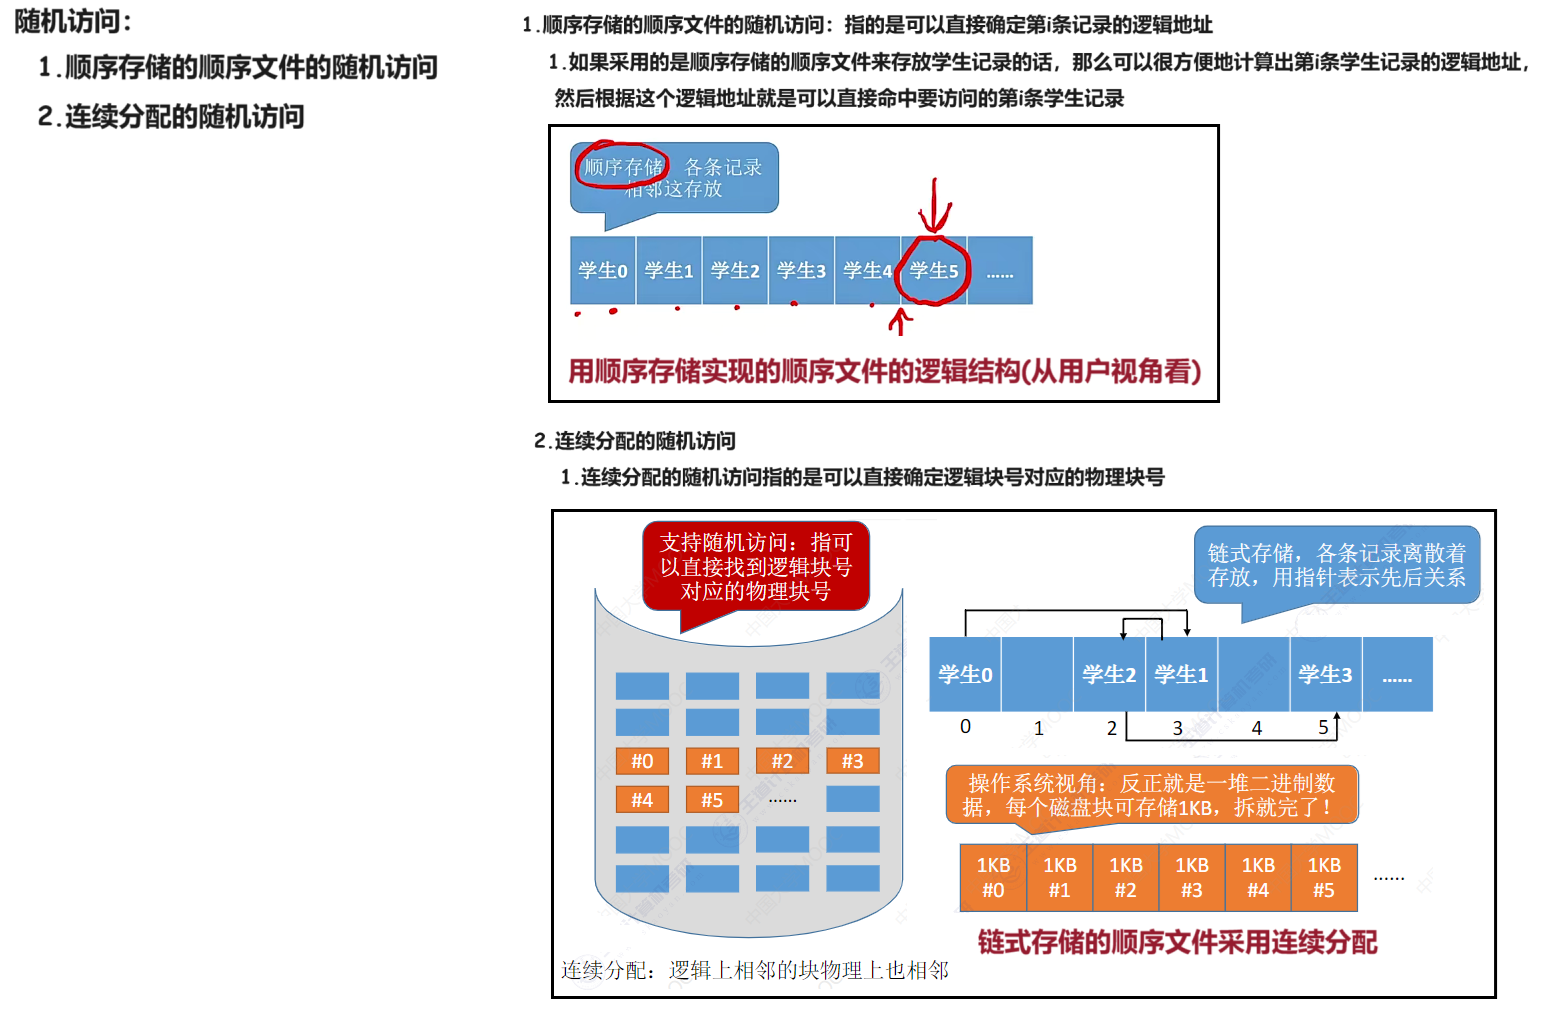 随机访问：
1.顺序存储的顺序文件的随机访问
2.连续分配的随机访问
1.顺序存储的顺序文件的随机访问：指的是可以直接确定第i条记录的逻辑地址
1.如果采用的是顺序存储的顺序文件来存放学生记录的话，那么可以很方便地计算出第i条学生记录的逻辑地址，
然后根据这个逻辑地址就是可以直接命中要访问的第i条学生记录
顺序存储，各条记录
相邻这存放
学生0 学生1 学生2 学生3 学生4 学生5 ......
用顺序存储实现的顺序文件的逻辑结构(从用户视角看)
2.连续分配的随机访问
1.连续分配的随机访问指的是可以直接确定逻辑块号对应的物理块号
支持随机访问：指可
以直接找到逻辑块号
对应的物理块号
#0 #1 #2 #3
#4 #5 ......
连续分配：逻辑上相邻的块物理上也相邻
链式存储，各条记录离散着
存放，用指针表示先后关系
学生0 学生2 学生1 学生3 ......
0 1 2 3 4 5
操作系统视角：反正就是一堆二进制数
据，每个磁盘块可存储1KB，拆就完了！
1KB 1KB 1KB 1KB 1KB 1KB
#0 #1 #2 #3 #4 #5 ......
链式存储的顺序文件采用连续分配